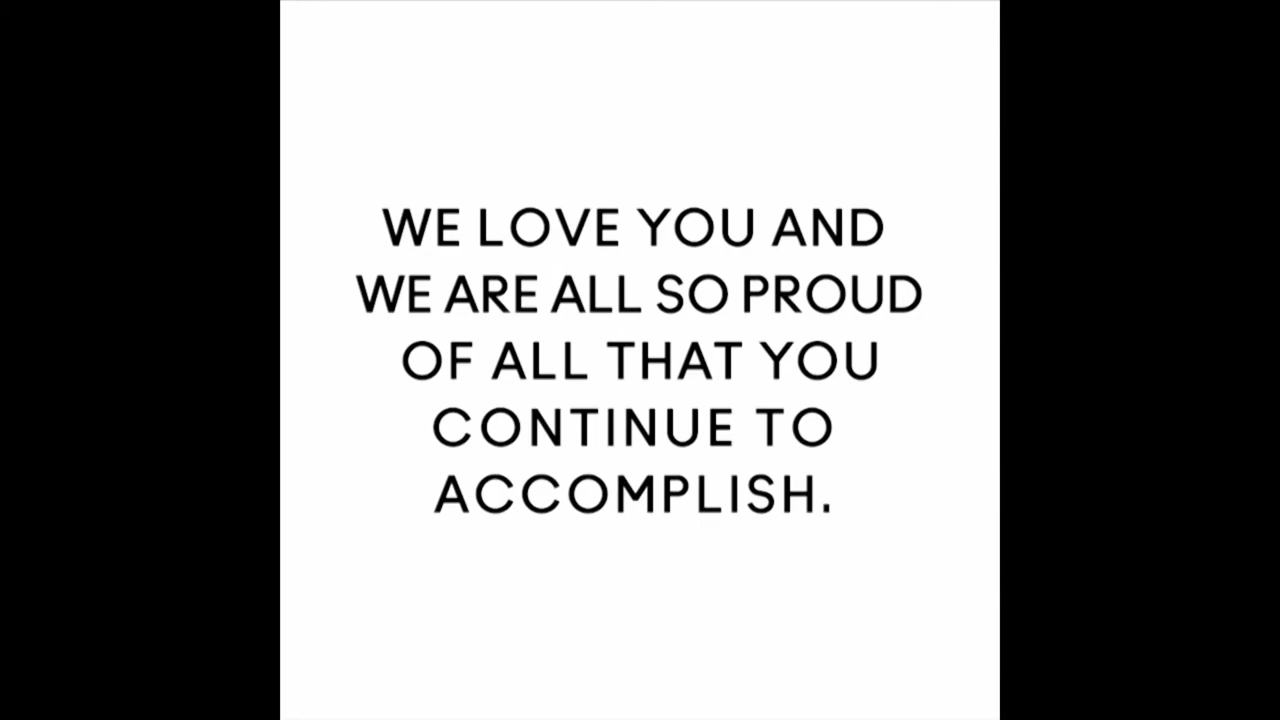 WE LOVE YOU AND
WE ARE ALL SO PROUD
OF ALL THAT YOU
CONTINUE TO
ACCOMPLISH.